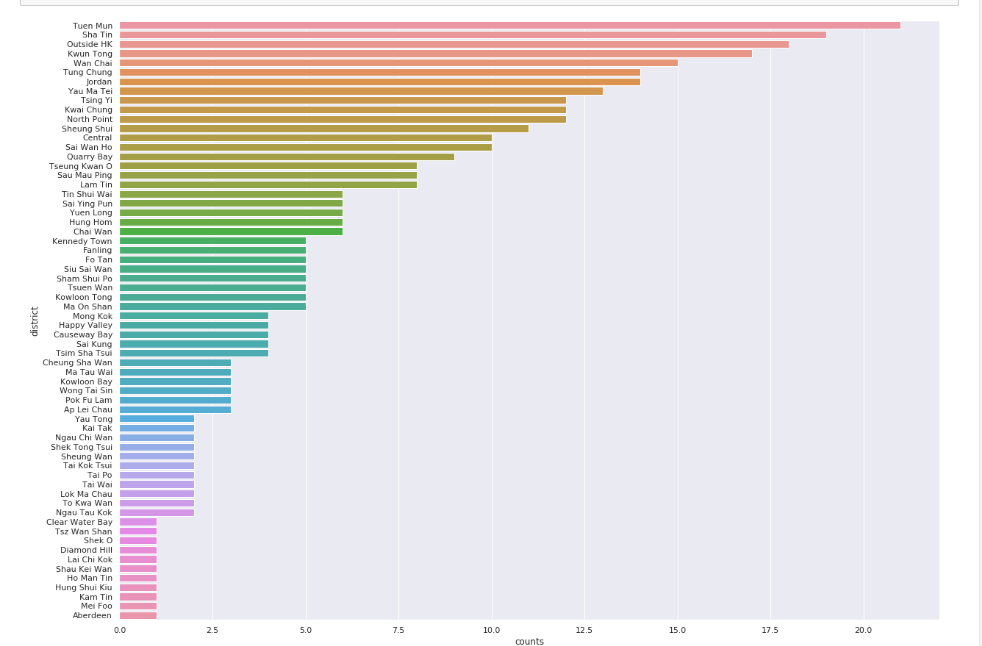 Tuen Mun
Sha Tin
Outside HK
Kwun Tong
Wan Chai
Tung Chung
Jordan
Yau Ma Tei
Tsing Yi
Kwai Chung
North Point
Sheung Shui
Central
Sai Wan Ho
Quarry Bay
Tseung Kwan O
Sau Mau Ping
Lam Tin
Tin Shui Wai
Sai Ying Pun
Yuen Long
Hung Hom
Chai Wan
Kennedy Town
Fanling
Fo Tan
Siu Sai Wan
Sham Shui Po
Tsuen Wan
Kowloon Tong
Ma On Shan
Mong Kok
Happy Valley
Causeway Bay
Sai Kung
Tsim Sha Tsui
Cheung Sha Wan
Ma Tau Wai
Kowloon Bay
Wong Tai Sin
Pok Fu Lam
Ap Lei Chau
Yau Tong
Kai Tak
Ngau Chi Wan
Shek Tong Tsui
Sheung Wan
Tai Kok Tsui
Tai Po
Tai Wai
Lok Ma Chau
To Kwa Wan
Ngau Tau Kok
Clear Water Bay
Tsz Wan Shan
Shek O
Diamond Hill
Lai Chi Kok
Shau Kei Wan
Ho Man Tin
Hung Shui Kiu
Kam Tin
Mei Foo
Aberdeen
district
0.0 2.5 5.0 7.5 10.0 12.5 15.0 17.5 20.0
counts